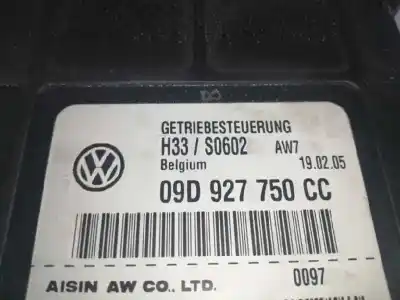 GETRIEBESTEUERUNG
H33 / S0602 AW7
Belgium 19.02.05
09D 927 750 CC
AISIN AW CO., LTD. 0097